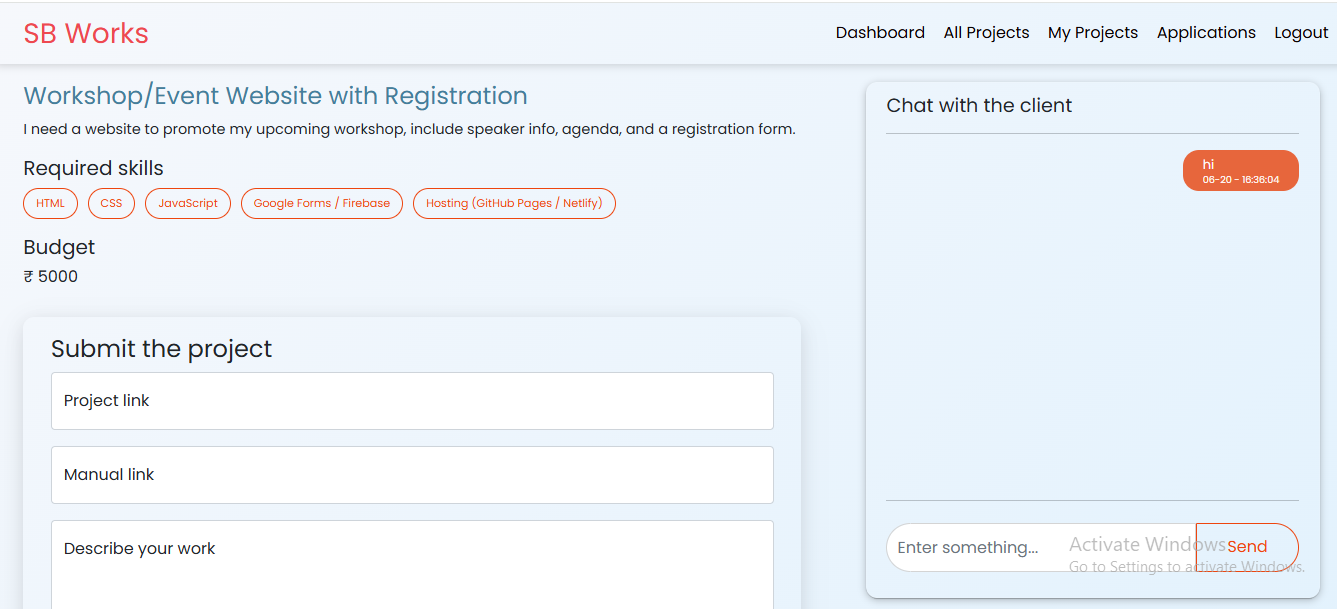 SB Works
Dashboard All Projects My Projects Applications Logout
Workshop/Event Website with Registration
I need a website to promote my upcoming workshop, include speaker info, agenda, and a registration form.
Required skills
HTML CSS JavaScript Google Forms / Firebase Hosting (GitHub Pages / Netlify)
Budget
₹ 5000
Submit the project
Project link
Manual link
Describe your work
Chat with the client
hi
06-20 - 16:36:04
Enter something...
Send
Activate Windows
Go to Settings to activate Windows.